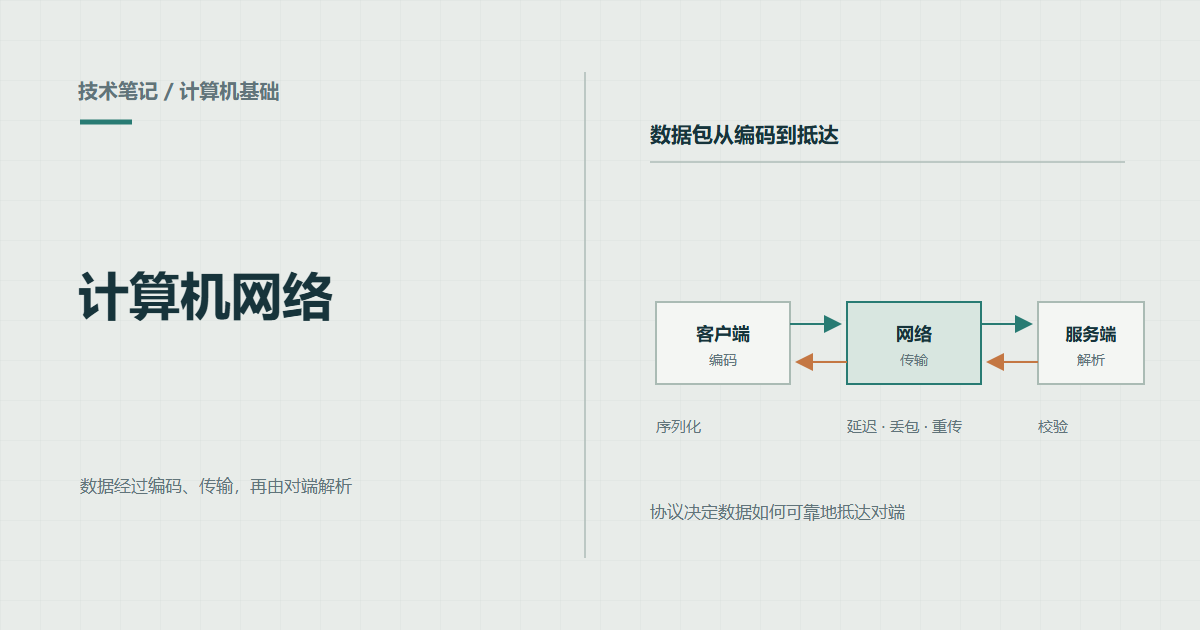 技术笔记 / 计算机基础
计算机网络
数据经过编码、传输，再由对端解析
数据包从编码到抵达
客户端
编码
网络
传输
服务端
解析
序列化
延迟 · 丢包 · 重传
校验
协议决定数据如何可靠地抵达对端